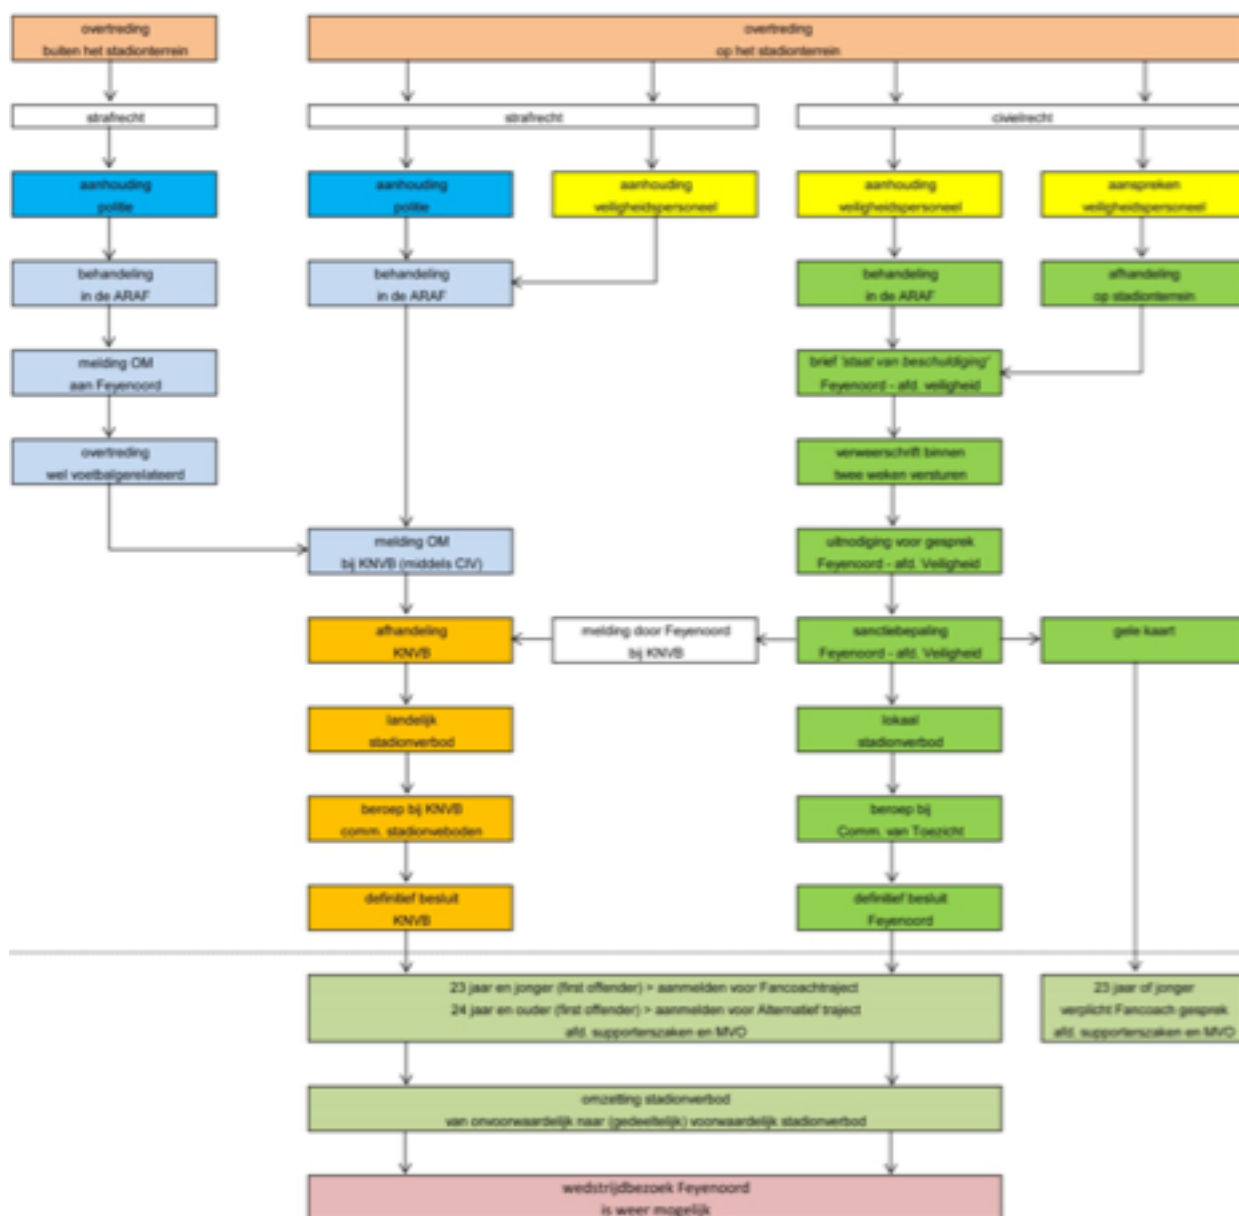 overtreding
buiten het stadionterrein
overtreding
op het stadionterrein
strafrecht
strafrecht
civielrecht
aanhouding
politie
aanhouding
politie
aanhouding
veiligheidspersoneel
aanhouding
veiligheidspersoneel
aanspreken
veiligheidspersoneel
behandeling
in de ARAF
behandeling
in de ARAF
behandeling
in de ARAF
afhandeling
op stadionterrein
melding OM
aan Feyenoord
brief 'staat van beschuldiging'
Feyenoord - afd. veiligheid
overtreding
wel voetbalgerelateerd
verweerschrift binnen
twee weken versturen
melding OM
bij KNVB (middels CIV)
uitnodiging voor gesprek
Feyenoord - afd. Veiligheid
afhandeling
KNVB
melding door Feyenoord
bij KNVB
sanctiebepaling
Feyenoord - afd. Veiligheid
gele kaart
landelijk
stadionverbod
lokaal
stadionverbod
beroep bij KNVB
comm. stadionveboden
beroep bij
Comm. van Toezicht
definitief besluit
KNVB
definitief besluit
Feyenoord
23 jaar en jonger (first offender) > aanmelden voor Fancoachtraject
24 jaar en ouder (first offender) > aanmelden voor Alternatief traject
afd. supporterszaken en MVO
23 jaar of jonger
verplicht Fancoach gesprek
afd. supporterszaken en MVO
omzetting stadionverbod
van onvoorwaardelijk naar (gedeeltelijk) voorwaardelijk stadionverbod
wedstrijdbezoek Feyenoord
is weer mogelijk